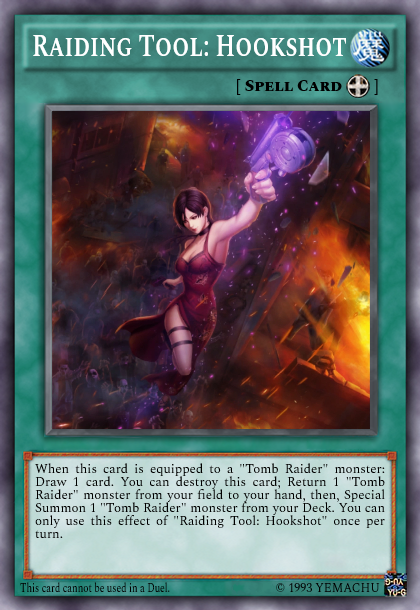 RAIDING TOOL: HOOKSHOT
[ SPELL CARD ]
When this card is equipped to a "Tomb Raider" monster:
Draw 1 card. You can destroy this card; Return 1 "Tomb
Raider" monster from your field to your hand, then, Special
Summon 1 "Tomb Raider" monster from your Deck. You can
only use this effect of "Raiding Tool: Hookshot" once per
turn.
This card cannot be used in a Duel.
© 1993 YEMACHU